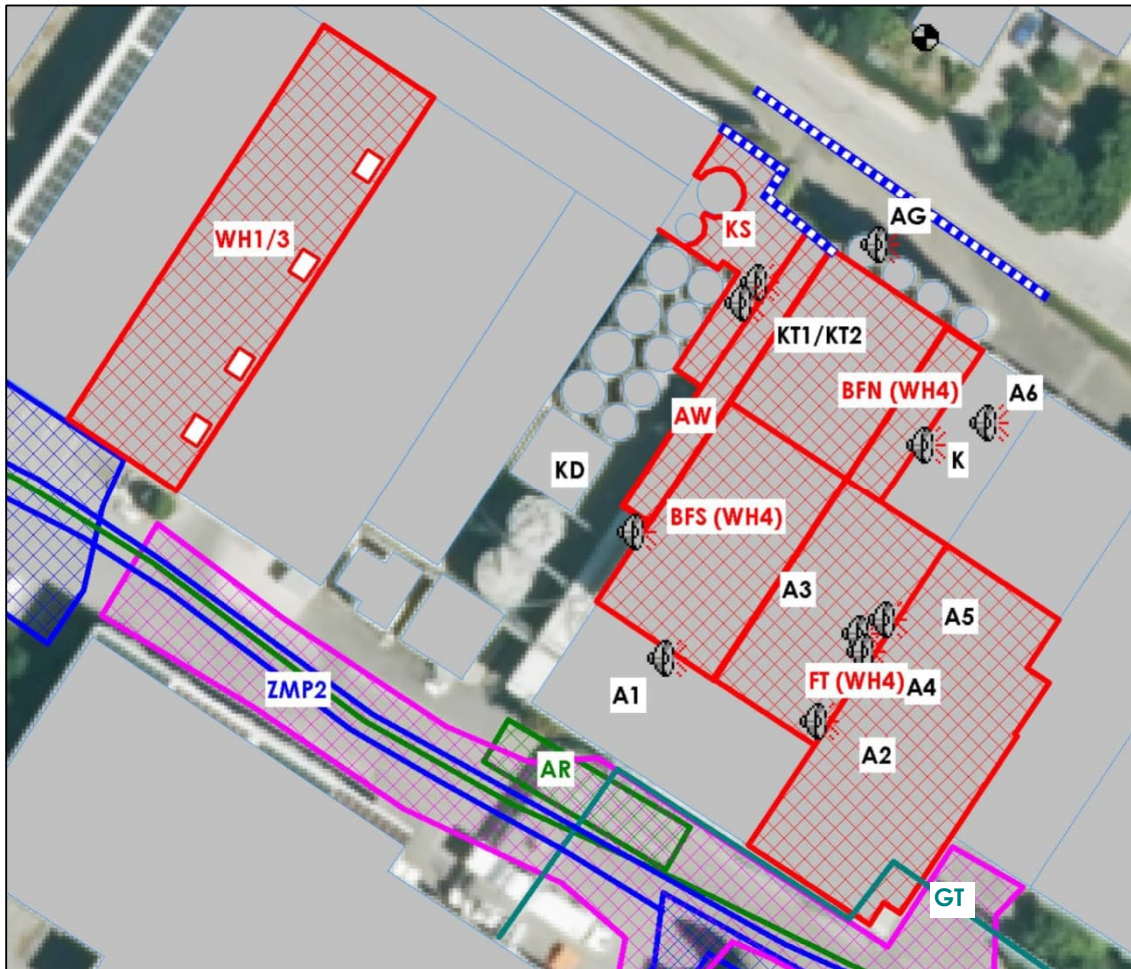 AG
WH1/3
KS
KT1/KT2
BFN (WH4)
A6
AW
K
KD
BFS (WH4)
A3
A5
FT (WH4)
A4
ZMP2
A1
A2
AR
GT